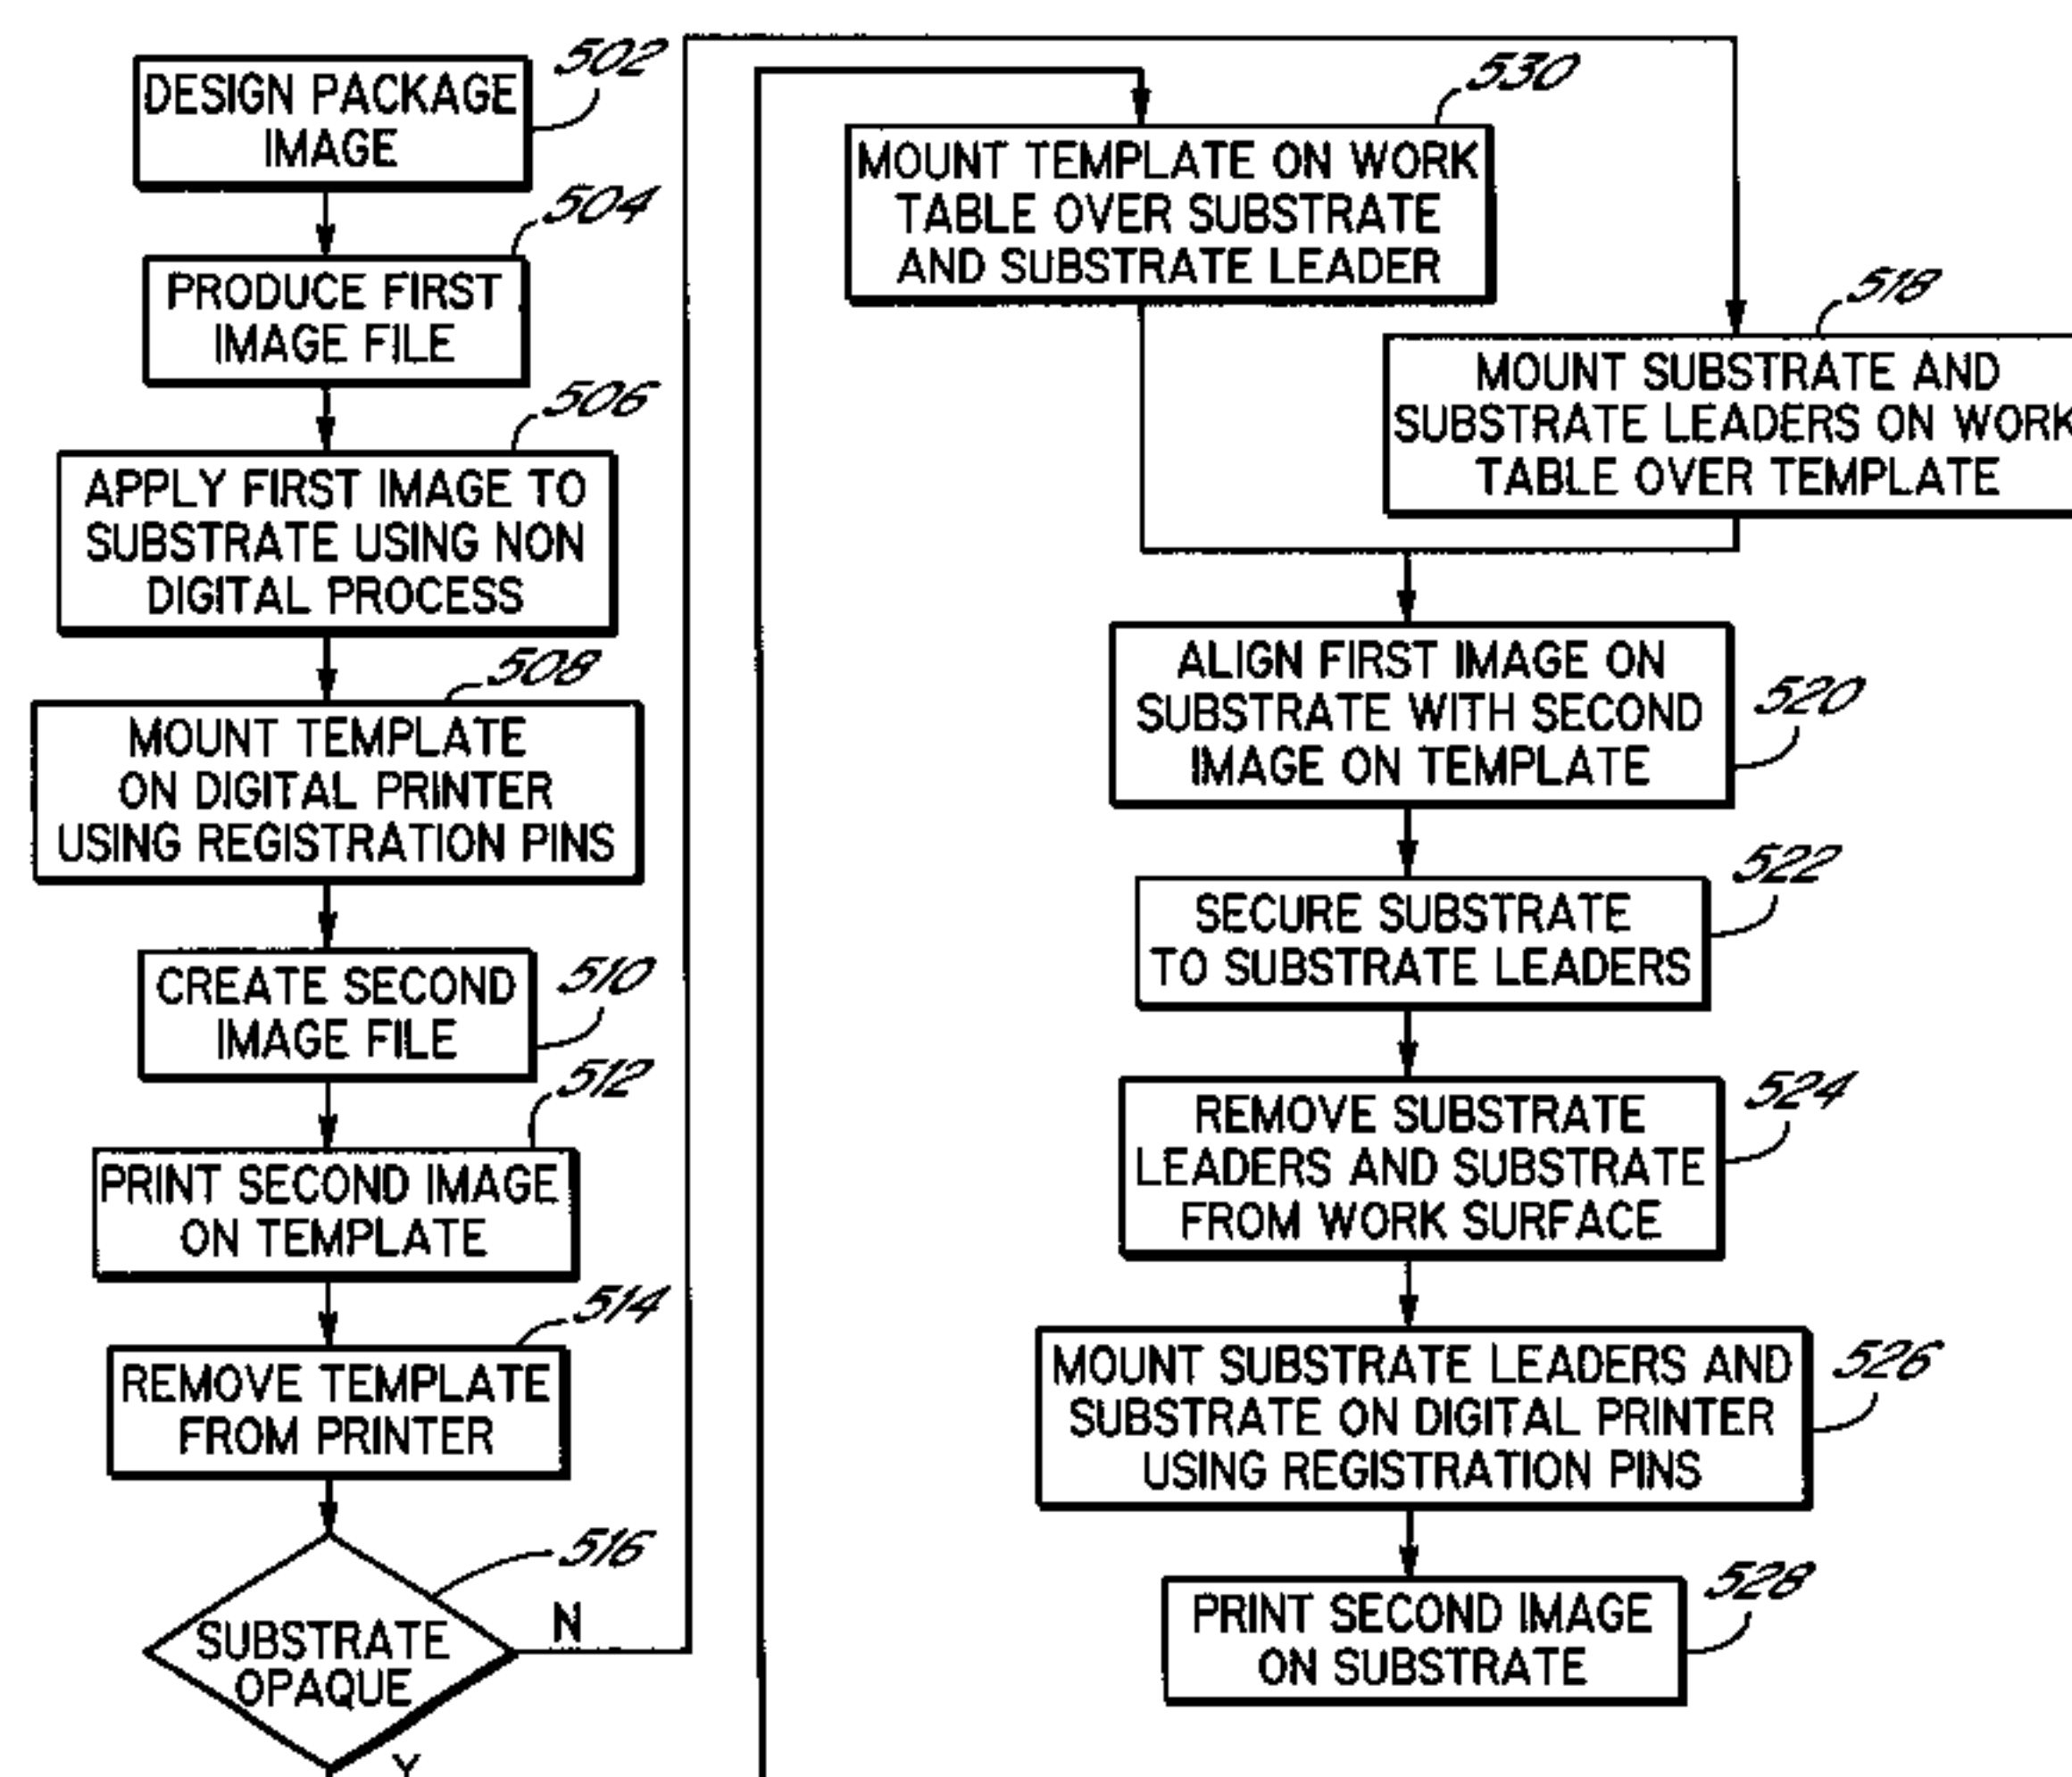 502
DESIGN PACKAGE
IMAGE
504
PRODUCE FIRST
IMAGE FILE
506
APPLY FIRST IMAGE TO
SUBSTRATE USING NON
DIGITAL PROCESS
508
MOUNT TEMPLATE
ON DIGITAL PRINTER
USING REGISTRATION PINS
510
CREATE SECOND
IMAGE FILE
512
PRINT SECOND IMAGE
ON TEMPLATE
514
REMOVE TEMPLATE
FROM PRINTER
516
SUBSTRATE
OPAQUE
N
Y
530
MOUNT TEMPLATE ON WORK
TABLE OVER SUBSTRATE
AND SUBSTRATE LEADER
518
MOUNT SUBSTRATE AND
SUBSTRATE LEADERS ON WORK
TABLE OVER TEMPLATE
520
ALIGN FIRST IMAGE ON
SUBSTRATE WITH SECOND
IMAGE ON TEMPLATE
522
SECURE SUBSTRATE
TO SUBSTRATE LEADERS
524
REMOVE SUBSTRATE
LEADERS AND SUBSTRATE
FROM WORK SURFACE
526
MOUNT SUBSTRATE LEADERS AND
SUBSTRATE ON DIGITAL PRINTER
USING REGISTRATION PINS
528
PRINT SECOND IMAGE
ON SUBSTRATE